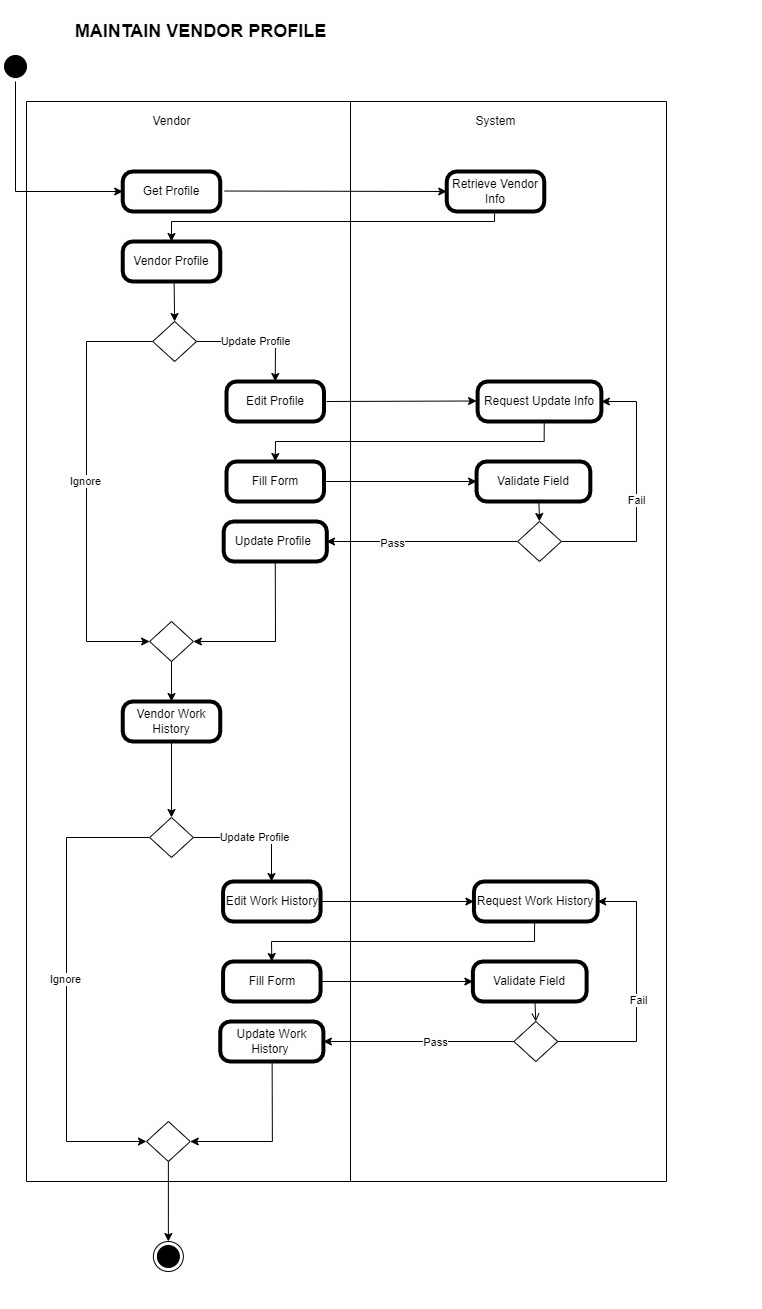 MAINTAIN VENDOR PROFILE
Vendor
System
Get Profile
Retrieve Vendor
Info
Vendor Profile
Update Profile
Edit Profile
Request Update Info
Ignore
Fill Form
Validate Field
Fail
Update Profile
Pass
Vendor Work
History
Update Profile
Edit Work History
Request Work History
Ignore
Fill Form
Validate Field
Fail
Update Work
History
Pass